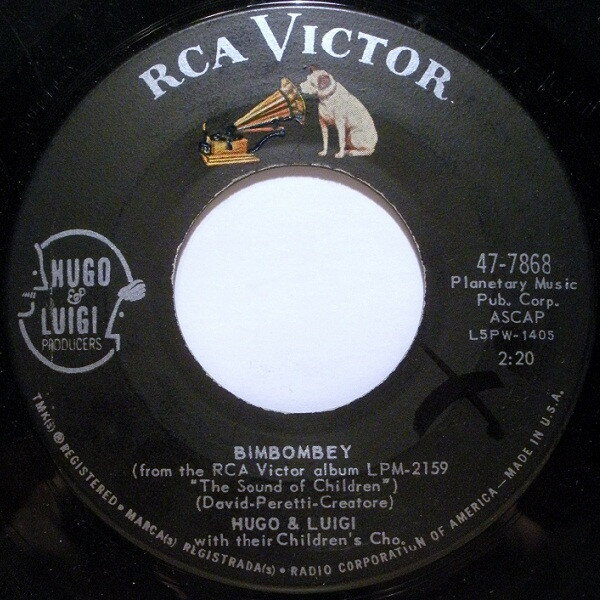 RCA VICTOR
HUGO
&
LUIGI
PRODUCERS
47-7868
Planetary Music
Pub. Corp.
ASCAP
L5PW-1405
2:20
BIMBOMBEY
(from the RCA Victor album LPM-2159
"The Sound of Children")
(David-Peretti-Creatore)
HUGO & LUIGI
with their Children's Cho.
TMK(s) ® REGISTERED • MARCA(s) REGISTRADA(s) • RADIO CORPORATION OF AMERICA—MADE IN U.S.A.